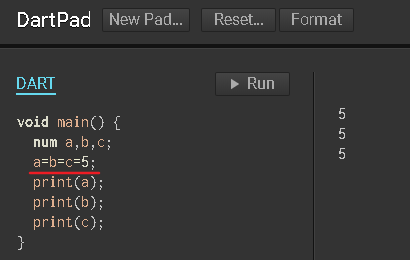 DartPad New Pad... Reset... Format
DART ▶ Run
void main() {
  num a,b,c;
  a=b=c=5;
  print(a);
  print(b);
  print(c);
}
5
5
5